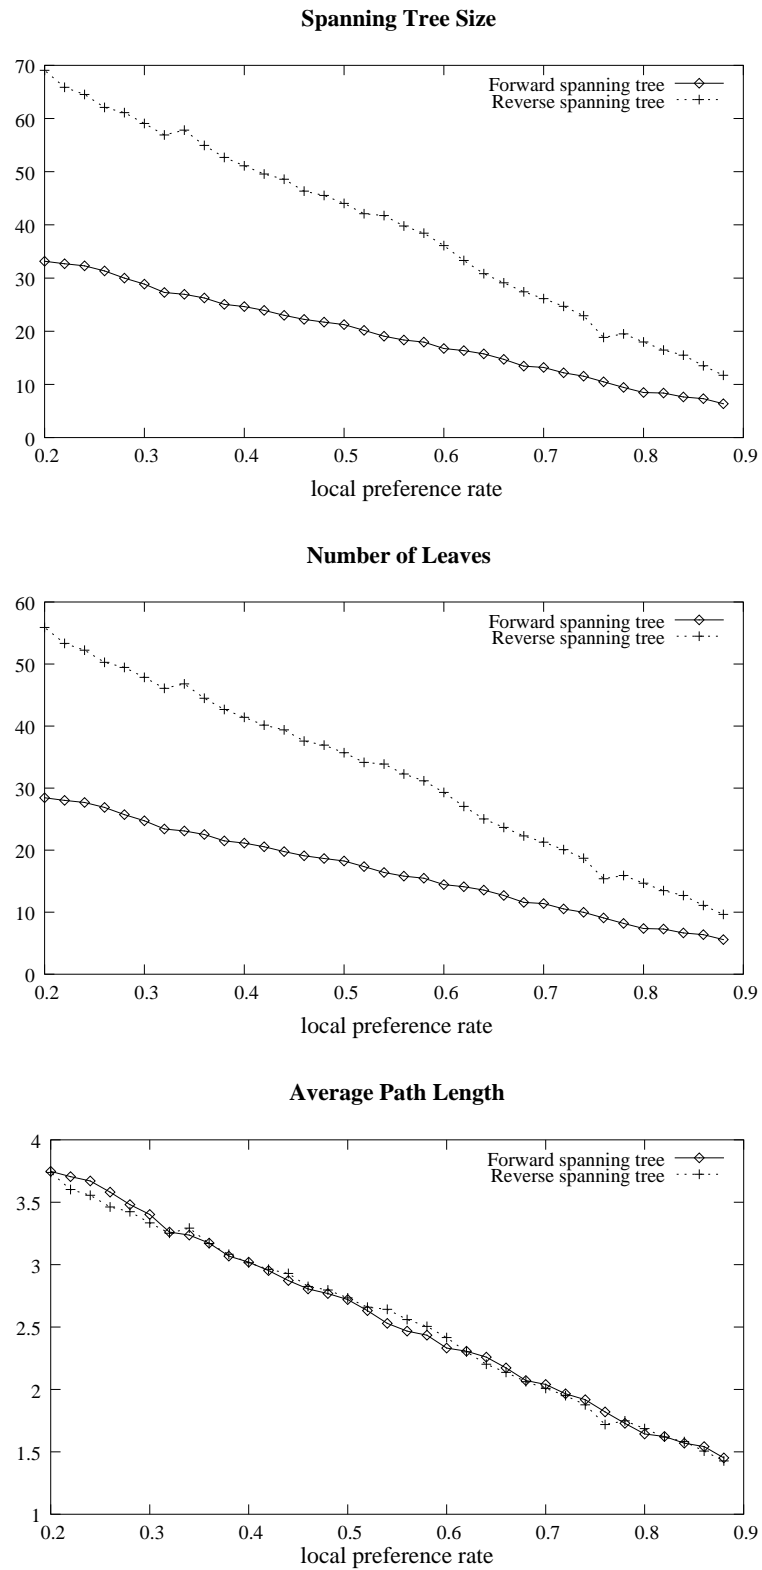 Spanning Tree Size
70
Forward spanning tree
Reverse spanning tree
60
50
40
30
20
10
0
0.2 0.3 0.4 0.5 0.6 0.7 0.8 0.9
local preference rate
Number of Leaves
60
Forward spanning tree
Reverse spanning tree
50
40
30
20
10
0
0.2 0.3 0.4 0.5 0.6 0.7 0.8 0.9
local preference rate
Average Path Length
4
Forward spanning tree
Reverse spanning tree
3.5
3
2.5
2
1.5
1
0.2 0.3 0.4 0.5 0.6 0.7 0.8 0.9
local preference rate